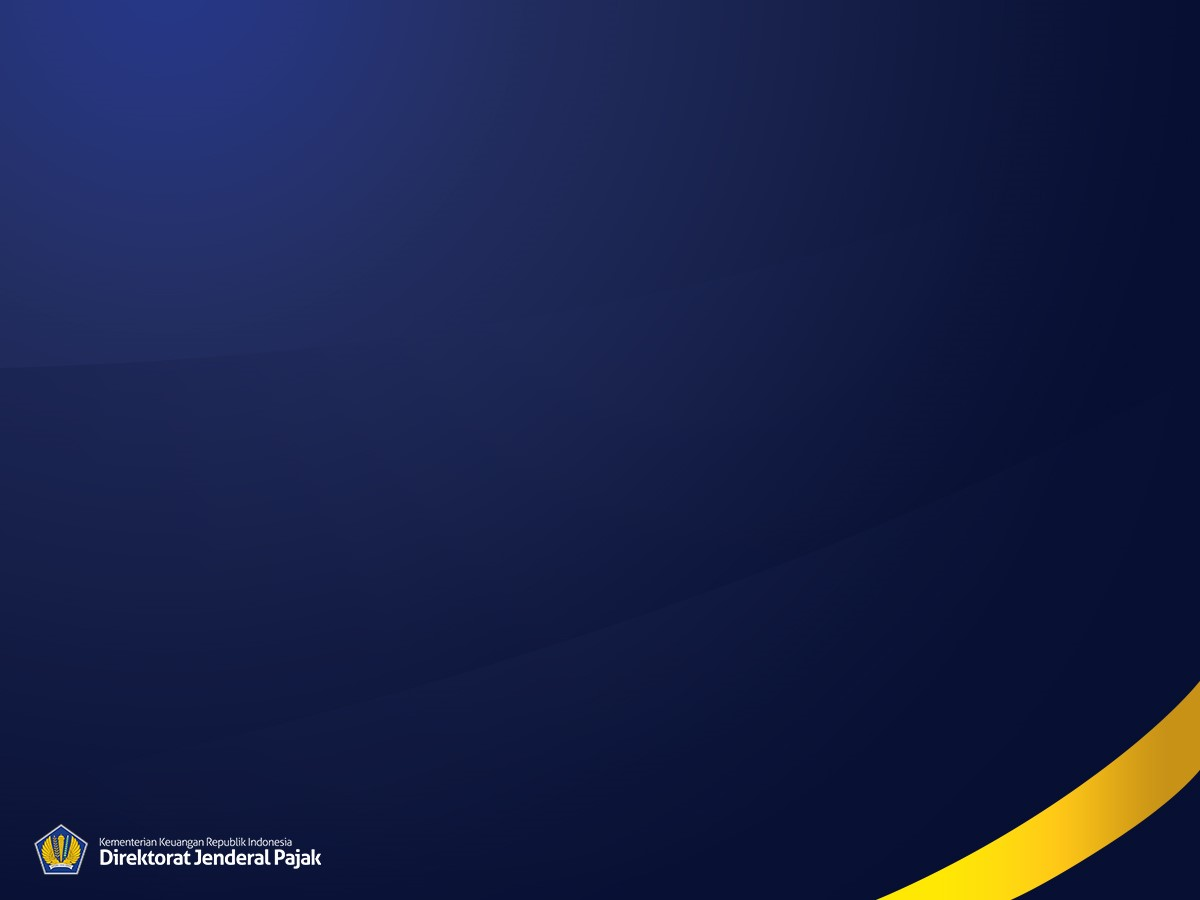 Kementerian Keuangan Republik Indonesia
Direktorat Jenderal Pajak